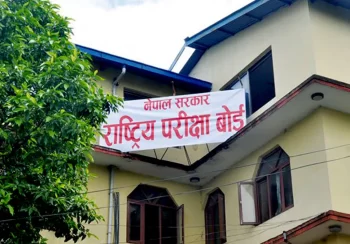 नेपाल सरकार
राष्ट्रिय परीक्षा बोर्ड